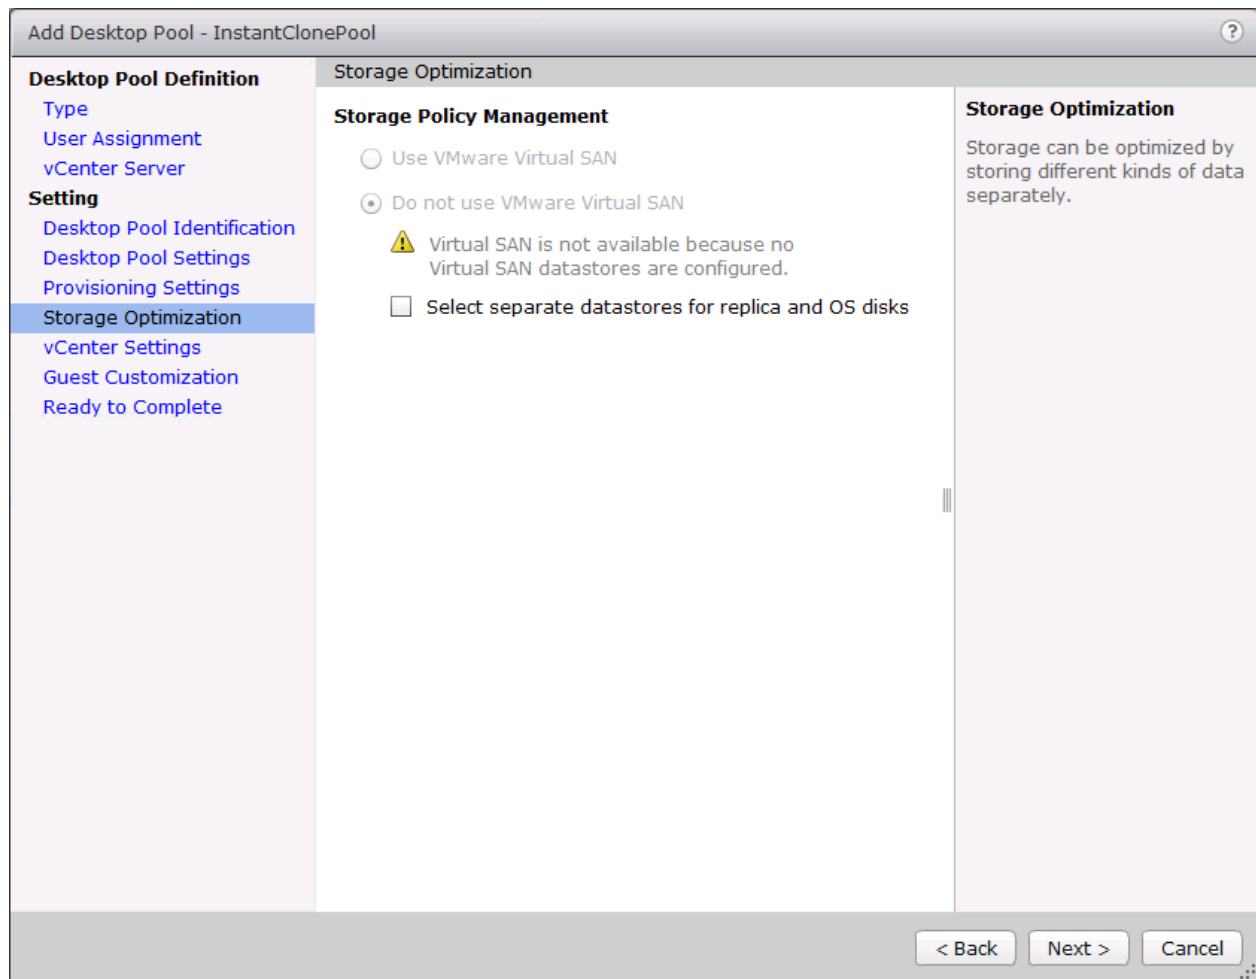 Add Desktop Pool - InstantClonePool
?
Desktop Pool Definition
Type
User Assignment
vCenter Server
Setting
Desktop Pool Identification
Desktop Pool Settings
Provisioning Settings
Storage Optimization
vCenter Settings
Guest Customization
Ready to Complete
Storage Optimization
Storage Policy Management
Use VMware Virtual SAN
Do not use VMware Virtual SAN
Virtual SAN is not available because no
Virtual SAN datastores are configured.
Select separate datastores for replica and OS disks
Storage Optimization
Storage can be optimized by
storing different kinds of data
separately.
< Back
Next >
Cancel